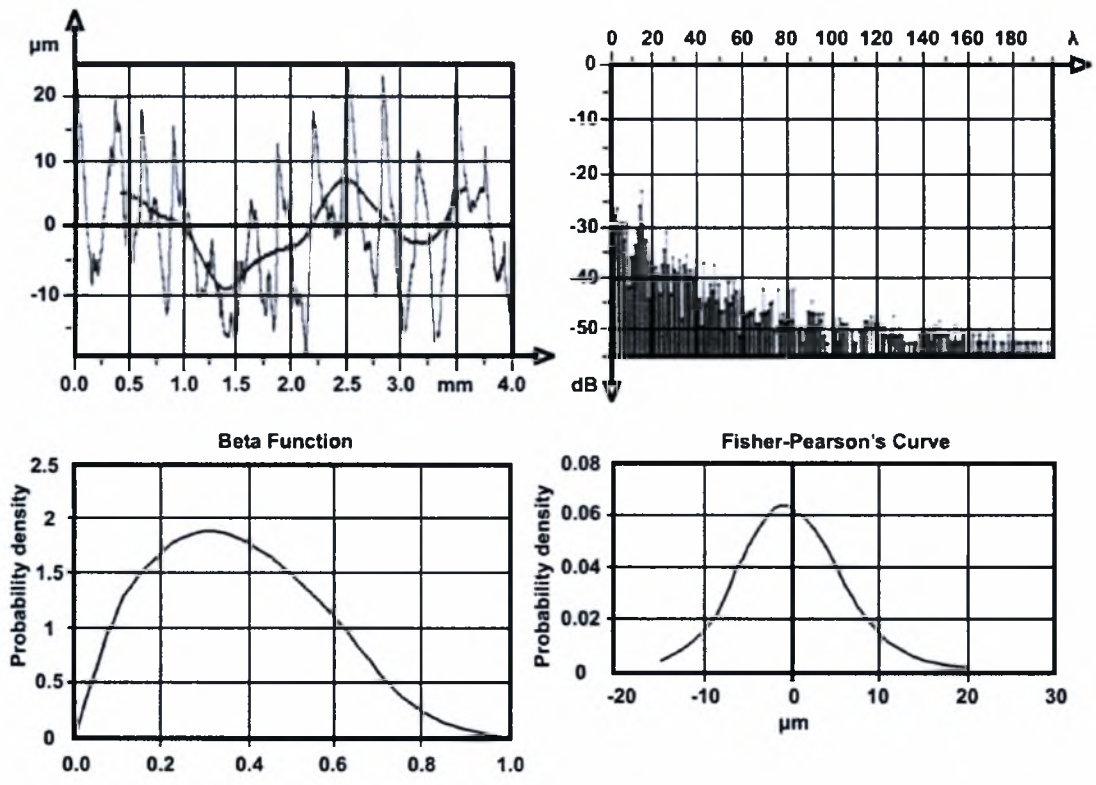 µm
20
10
0
-10
0.0 0.5 1.0 1.5 2.0 2.5 3.0 mm 4.0
0 20 40 60 80 100 120 140 160 180 λ
0
-10
-20
-30
-40
-50
dB
Beta Function
Probability density
2.5
2
1.5
1
0.5
0
0.0 0.2 0.4 0.6 0.8 1.0
Fisher-Pearson's Curve
Probability density
0.08
0.06
0.04
0.02
0
-20 -10 0 10 20 30
µm